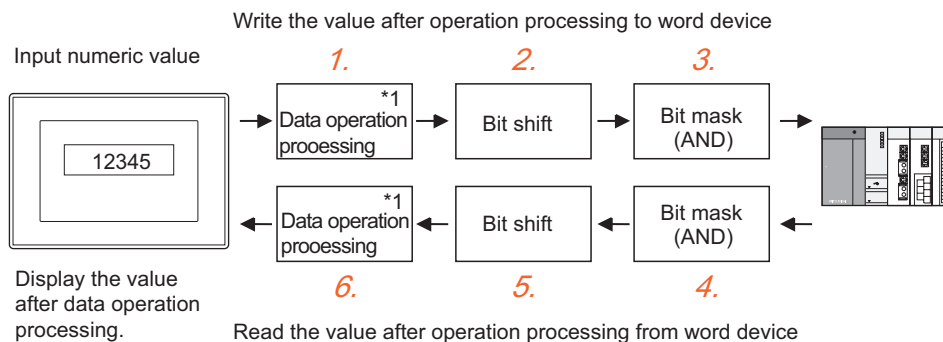 Write the value after operation processing to word device
Input numeric value
1.
2.
3.
*1
Data operation
prooessing
Bit shift
Bit mask
(AND)
12345
*1
Data operation
prooessing
Bit shift
Bit mask
(AND)
Display the value
after data operation
processing.
6.
5.
4.
Read the value after operation processing from word device